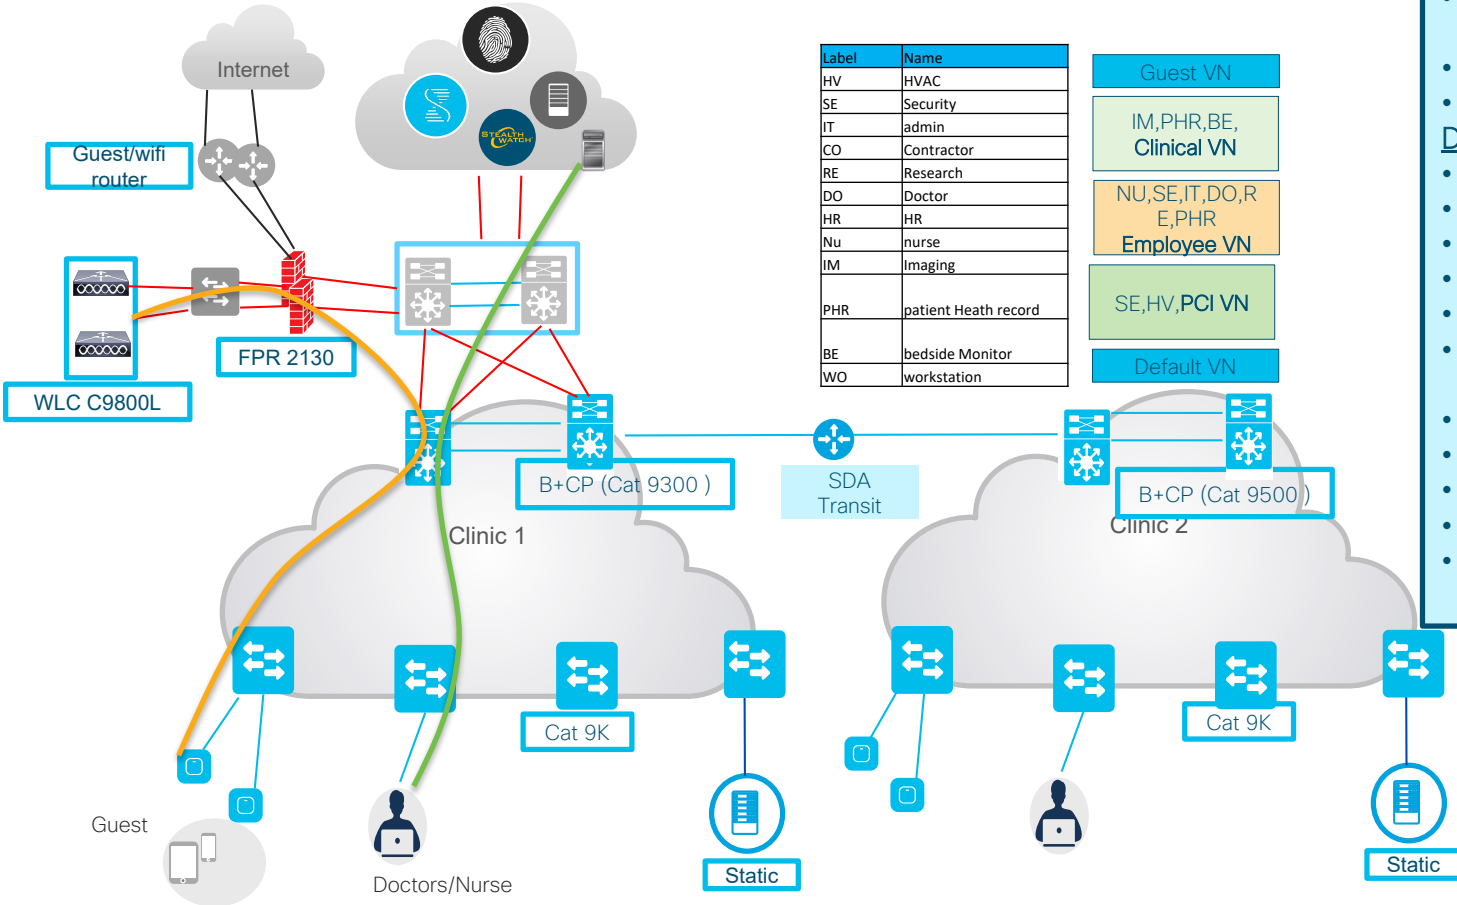 Internet
Guest/wifi
router
STEALTH
WATCH
FPR 2130
WLC C9800L
Label Name
HV HVAC
SE Security
IT admin
CO Contractor
RE Research
DO Doctor
HR HR
Nu nurse
IM Imaging
PHR patient Heath record
BE bedside Monitor
WO workstation
Guest VN
IM,PHR,BE,
Clinical VN
NU,SE,IT,DO,R
E,PHR
Employee VN
SE,HV,PCI VN
Default VN
D
B+CP (Cat 9300 )
SDA
Transit
B+CP (Cat 9500 )
Clinic 1
Clinic 2
Cat 9K
Cat 9K
Guest
Doctors/Nurse
Static
Static